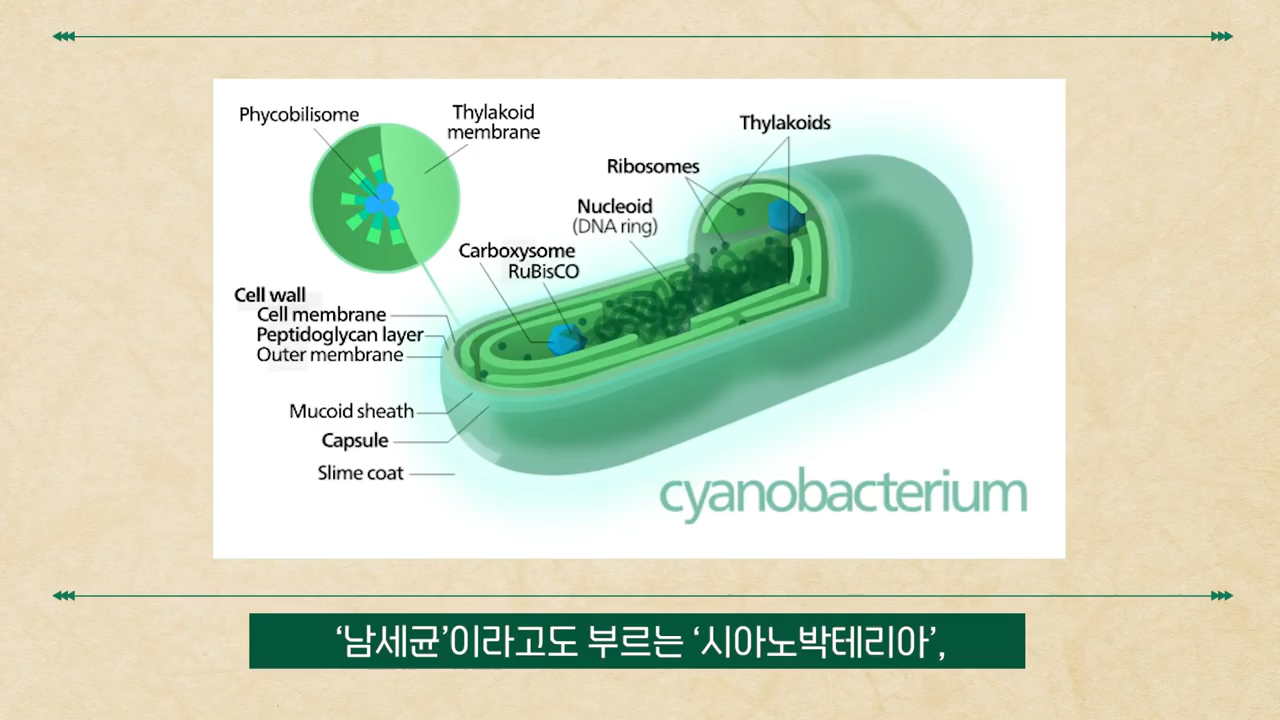 Phycobilisome
Thylakoid
membrane
Thylakoids
Ribosomes
Nucleoid
(DNA ring)
Carboxysome
RuBisCO
Cell wall
Cell membrane
Peptidoglycan layer
Outer membrane
Mucoid sheath
Capsule
Slime coat
cyanobacterium
‘남세균’이라고도 부르는 ‘시아노박테리아’,